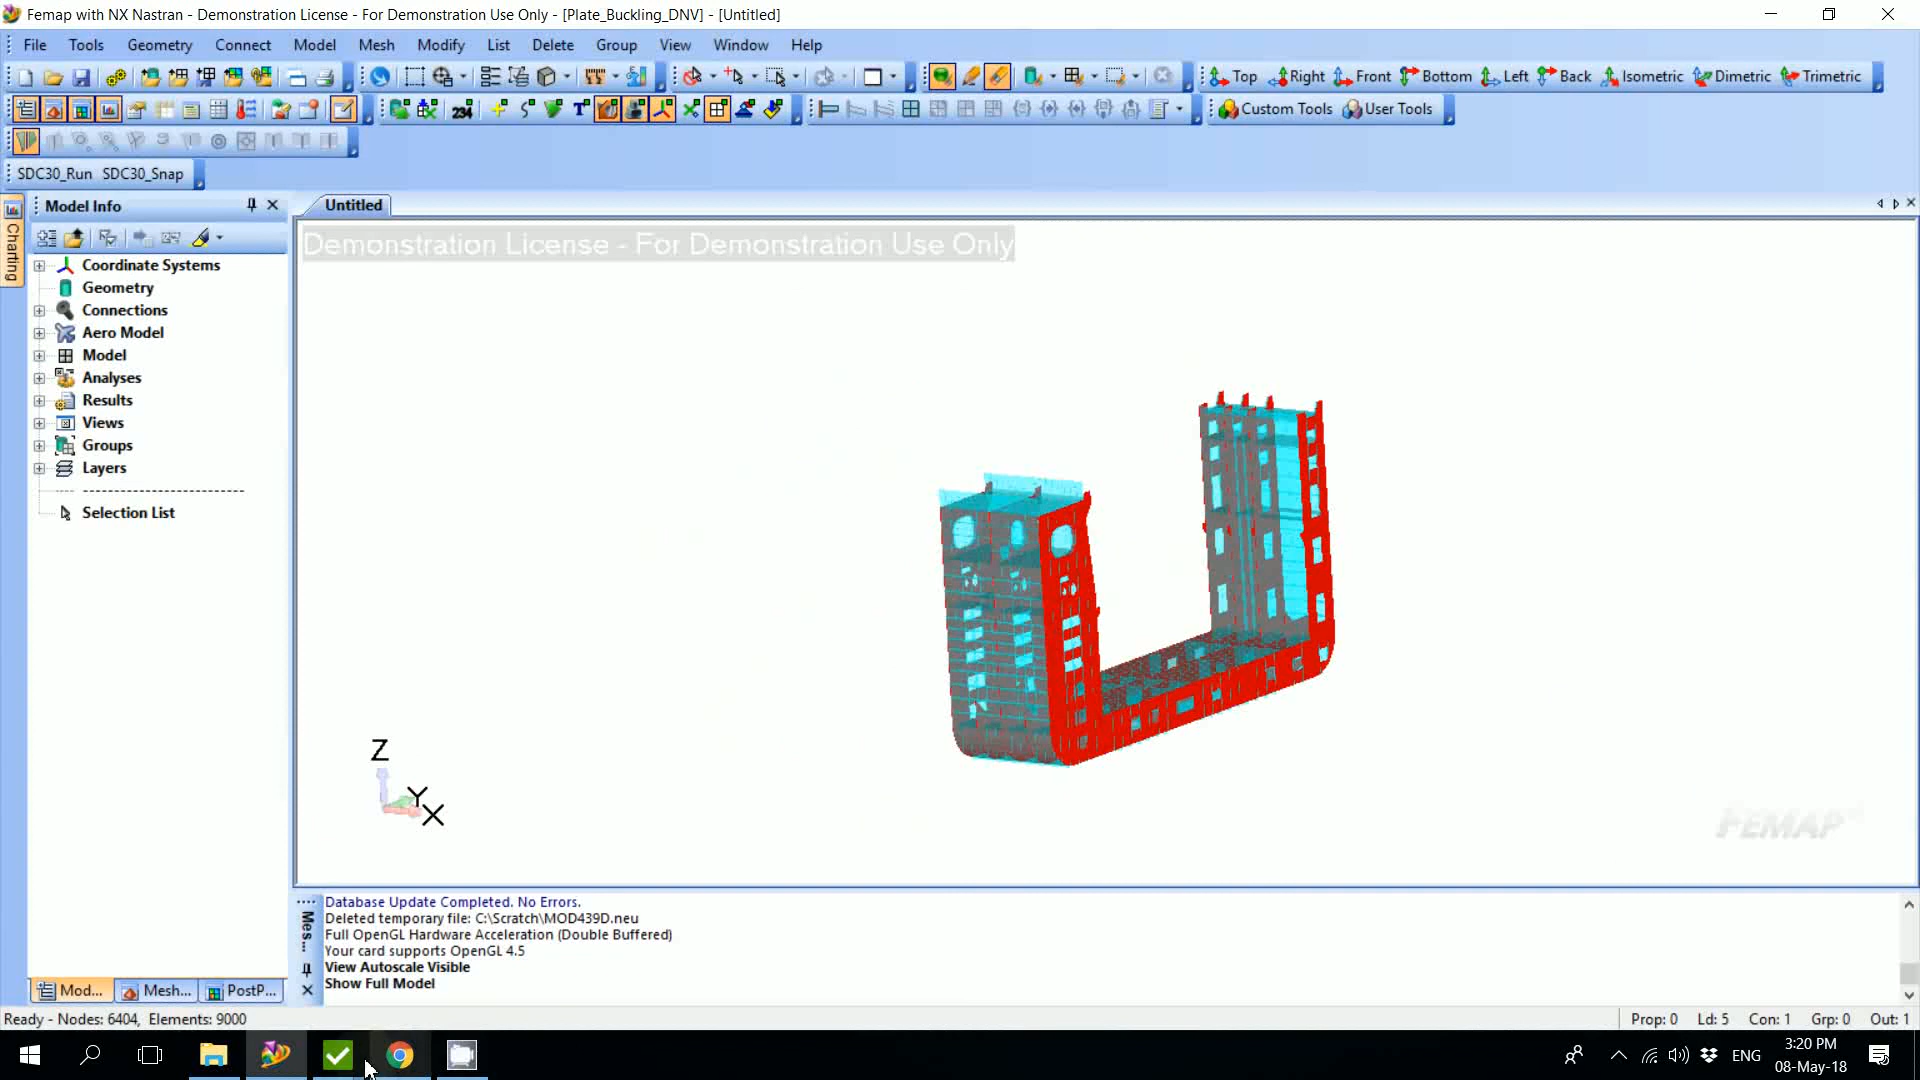 Femap with NX Nastran - Demonstration License - For Demonstration Use Only - [Plate_Buckling_DNV] - [Untitled]
File Tools Geometry Connect Model Mesh Modify List Delete Group View Window Help
Top Right Front Bottom Left Back Isometric Dimetric Trimetric
234 T Custom Tools User Tools
SDC30_Run SDC30_Snap
Model Info
Untitled
Charting
Demonstration License - For Demonstration Use Only
Coordinate Systems
Geometry
Connections
Aero Model
Model
Analyses
Results
Views
Groups
Layers
Selection List
Z
Y
X
FEMAP
Mes...
Database Update Completed. No Errors.
Deleted temporary file: C:\Scratch\MOD439D.neu
Full OpenGL Hardware Acceleration (Double Buffered)
Your card supports OpenGL 4.5
View Autoscale Visible
Show Full Model
Mod... Mesh... PostP...
Ready - Nodes: 6404, Elements: 9000
Prop: 0 Ld: 5 Con: 1 Grp: 0 Out: 1
ENG
3:20 PM
08-May-18